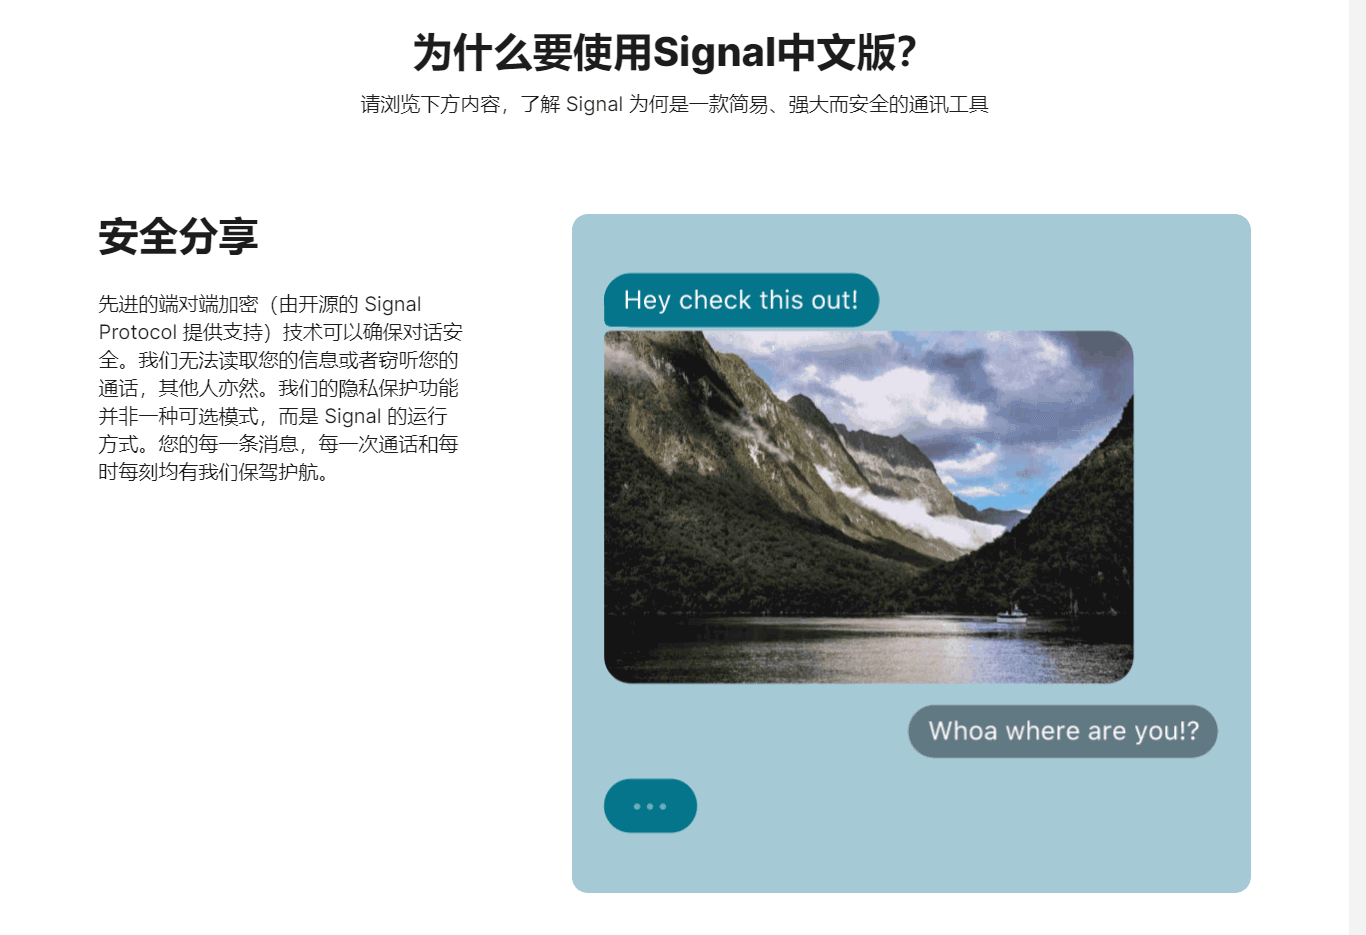 为什么要使用Signal中文版?
请浏览下方内容，了解 Signal 为何是一款简易、强大而安全的通讯工具
安全分享
先进的端对端加密（由开源的 Signal
Protocol 提供支持）技术可以确保对话安
全。我们无法读取您的信息或者窃听您的
通话，其他人亦然。我们的隐私保护功能
并非一种可选模式，而是 Signal 的运行
方式。您的每一条消息，每一次通话和每
时每刻均有我们保驾护航。
Hey check this out!
Whoa where are you!?